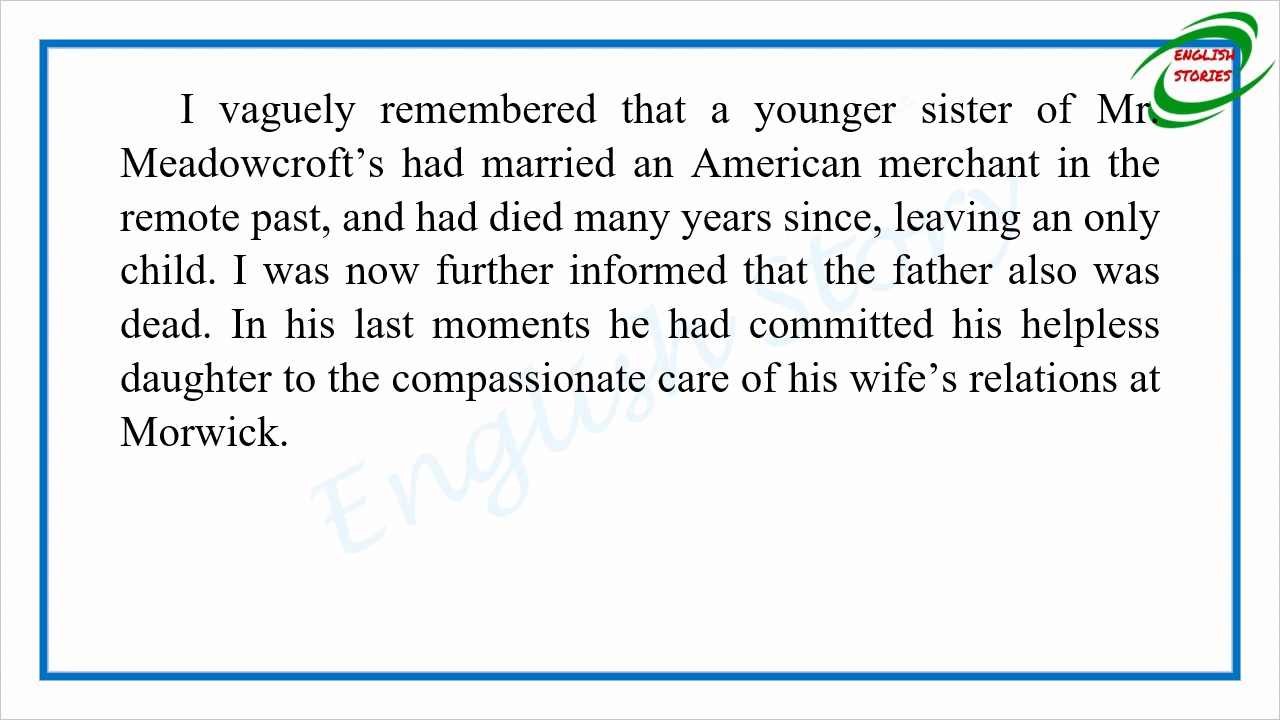 ENGLISH
STORIES
I vaguely remembered that a younger sister of Mr.
Meadowcroft’s had married an American merchant in the
remote past, and had died many years since, leaving an only
child. I was now further informed that the father also was
dead. In his last moments he had committed his helpless
daughter to the compassionate care of his wife’s relations at
Morwick.
English Story